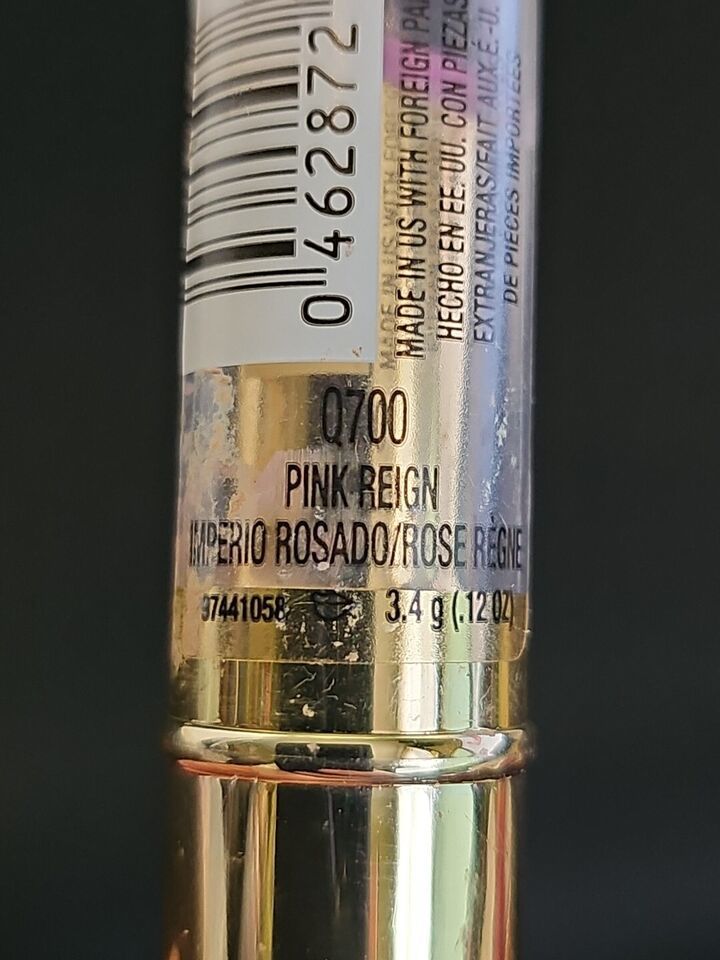 0 462872
MADE IN US WITH FOREIGN
HECHO EN EE. UU. CON PIEZAS
EXTRANJERAS/FAIT AUX É.-U.
DE PIÈCES IMPORTÉES
Q700
PINK REIGN
IMPERIO ROSADO/ROSE RÈGNE
97441058 3.4 g (.12 OZ)